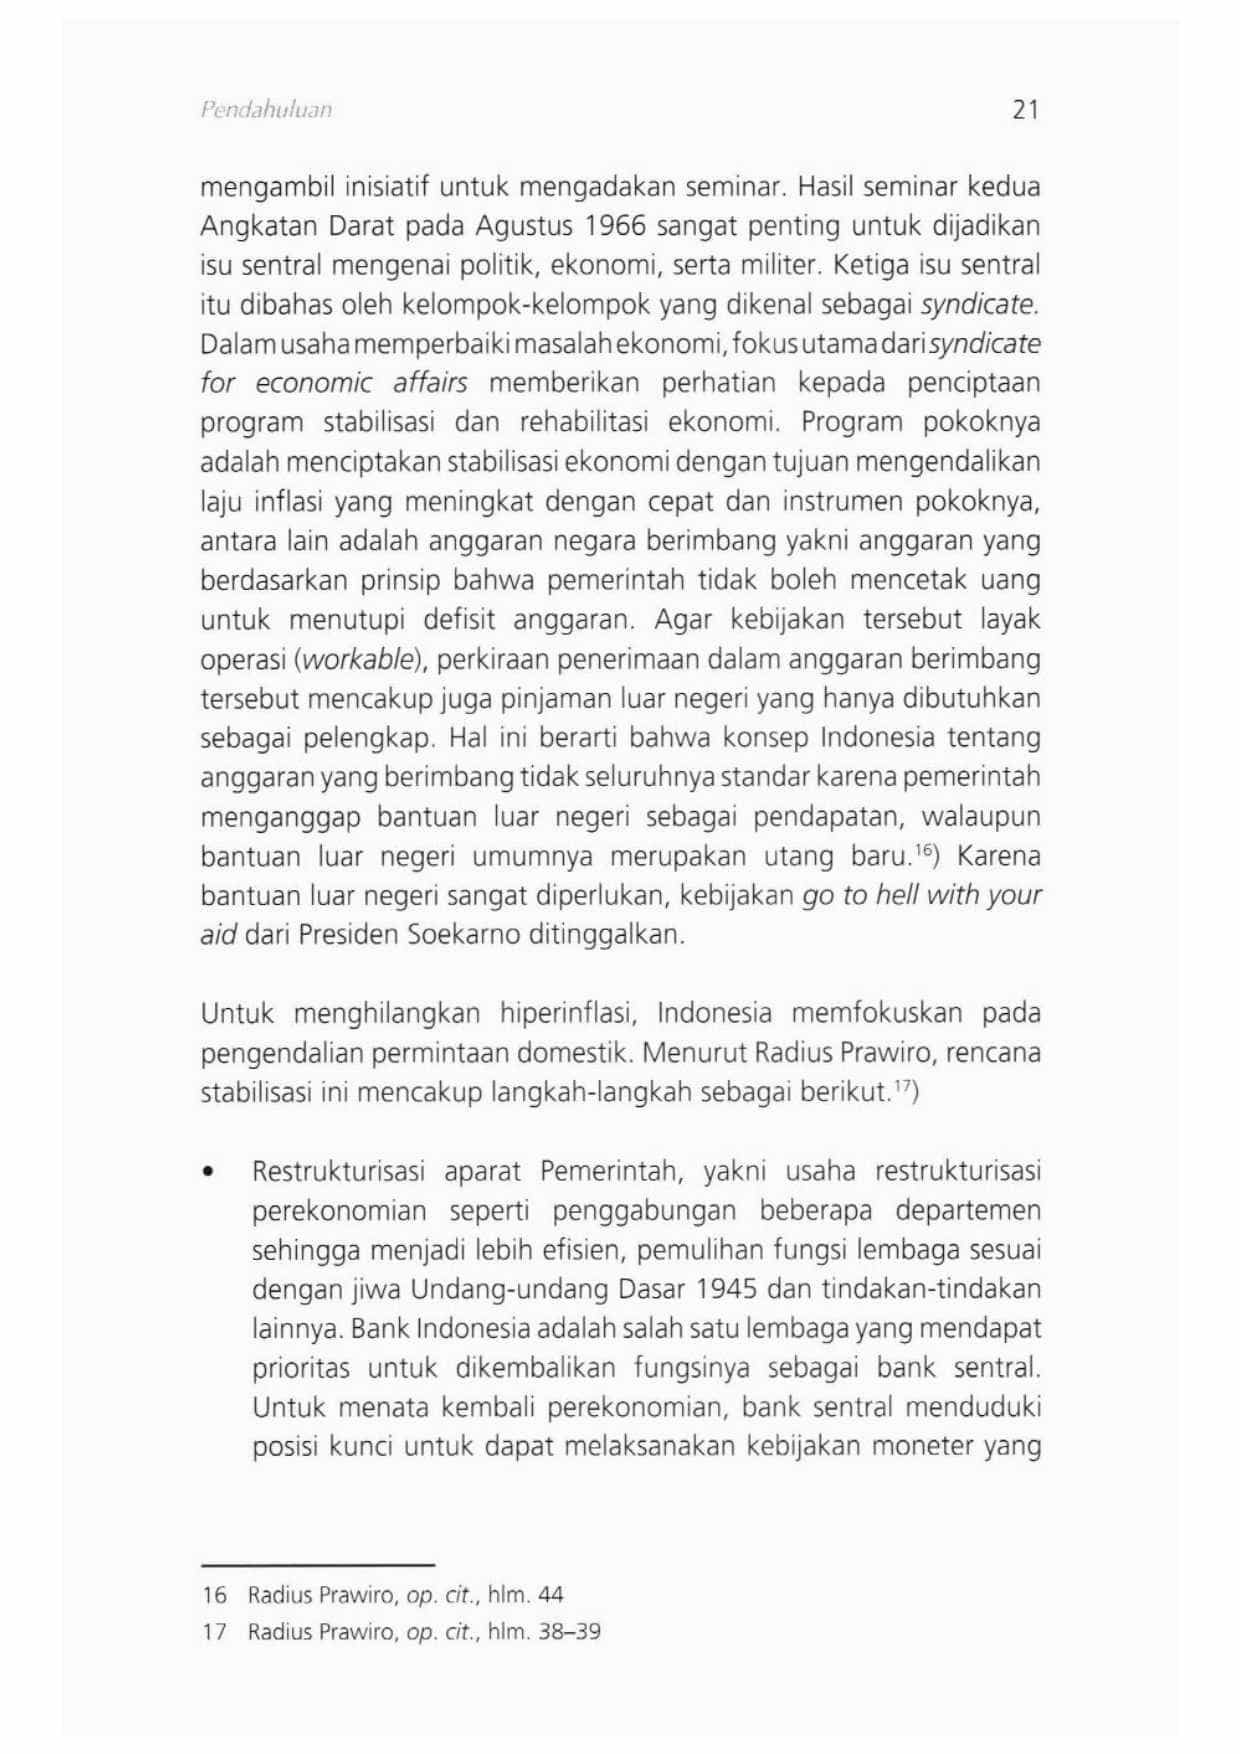 Pendahuluan 21
mengambil inisiatif untuk mengadakan seminar. Hasil seminar kedua
Angkatan Darat pada Agustus 1966 sangat penting untuk dijadikan
isu sentral mengenai politik, ekonomi, serta militer. Ketiga isu sentral
itu dibahas oleh kelompok-kelompok yang dikenal sebagai syndicate.
Dalam usaha memperbaiki masalah ekonomi, fokus utama dari syndicate
for economic affairs memberikan perhatian kepada penciptaan
program stabilisasi dan rehabilitasi ekonomi. Program pokoknya
adalah menciptakan stabilisasi ekonomi dengan tujuan mengendalikan
laju inflasi yang meningkat dengan cepat dan instrumen pokoknya,
antara lain adalah anggaran negara berimbang yakni anggaran yang
berdasarkan prinsip bahwa pemerintah tidak boleh mencetak uang
untuk menutupi defisit anggaran. Agar kebijakan tersebut layak
operasi (workable), perkiraan penerimaan dalam anggaran berimbang
tersebut mencakup juga pinjaman luar negeri yang hanya dibutuhkan
sebagai pelengkap. Hal ini berarti bahwa konsep Indonesia tentang
anggaran yang berimbang tidak seluruhnya standar karena pemerintah
menganggap bantuan luar negeri sebagai pendapatan, walaupun
bantuan luar negeri umumnya merupakan utang baru.¹⁶) Karena
bantuan luar negeri sangat diperlukan, kebijakan go to hell with your
aid dari Presiden Soekarno ditinggalkan.
Untuk menghilangkan hiperinflasi, Indonesia memfokuskan pada
pengendalian permintaan domestik. Menurut Radius Prawiro, rencana
stabilisasi ini mencakup langkah-langkah sebagai berikut.¹⁷)
• Restrukturisasi aparat Pemerintah, yakni usaha restrukturisasi
perekonomian seperti penggabungan beberapa departemen
sehingga menjadi lebih efisien, pemulihan fungsi lembaga sesuai
dengan jiwa Undang-undang Dasar 1945 dan tindakan-tindakan
lainnya. Bank Indonesia adalah salah satu lembaga yang mendapat
prioritas untuk dikembalikan fungsinya sebagai bank sentral.
Untuk menata kembali perekonomian, bank sentral menduduki
posisi kunci untuk dapat melaksanakan kebijakan moneter yang
16 Radius Prawiro, op. cit., hlm. 44
17 Radius Prawiro, op. cit., hlm. 38–39